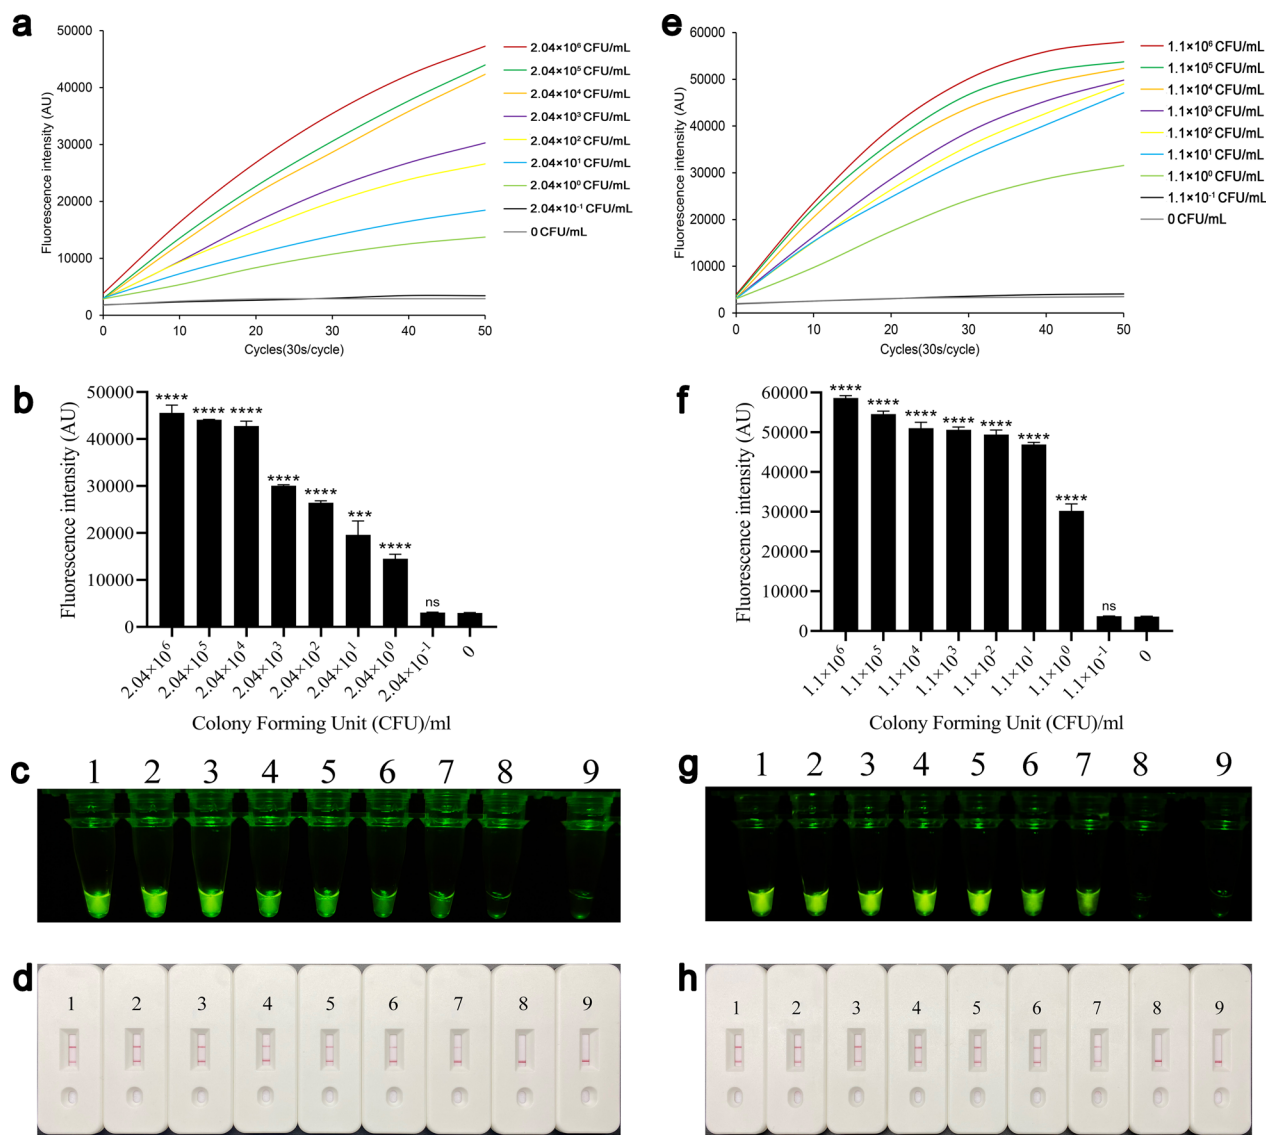 a
50000
40000
30000
20000
10000
0
Fluorescence intensity (AU)
0 10 20 30 40 50
Cycles(30s/cycle)
2.04×10⁶ CFU/mL
2.04×10⁵ CFU/mL
2.04×10⁴ CFU/mL
2.04×10³ CFU/mL
2.04×10² CFU/mL
2.04×10¹ CFU/mL
2.04×10⁰ CFU/mL
2.04×10⁻¹ CFU/mL
0 CFU/mL
e
60000
50000
40000
30000
20000
10000
0
Fluorescence intensity (AU)
0 10 20 30 40 50
Cycles(30s/cycle)
1.1×10⁶ CFU/mL
1.1×10⁵ CFU/mL
1.1×10⁴ CFU/mL
1.1×10³ CFU/mL
1.1×10² CFU/mL
1.1×10¹ CFU/mL
1.1×10⁰ CFU/mL
1.1×10⁻¹ CFU/mL
0 CFU/mL
b
50000
40000
30000
20000
10000
0
Fluorescence intensity (AU)
**** **** **** **** **** *** **** ns
2.04×10⁶ 2.04×10⁵ 2.04×10⁴ 2.04×10³ 2.04×10² 2.04×10¹ 2.04×10⁰ 2.04×10⁻¹ 0
Colony Forming Unit (CFU)/ml
f
60000
50000
40000
30000
20000
10000
0
Fluorescence intensity (AU)
**** **** **** **** **** **** **** ns
1.1×10⁶ 1.1×10⁵ 1.1×10⁴ 1.1×10³ 1.1×10² 1.1×10¹ 1.1×10⁰ 1.1×10⁻¹ 0
Colony Forming Unit (CFU)/ml
c
1 2 3 4 5 6 7 8 9
g
1 2 3 4 5 6 7 8 9
d
1 2 3 4 5 6 7 8 9
h
1 2 3 4 5 6 7 8 9